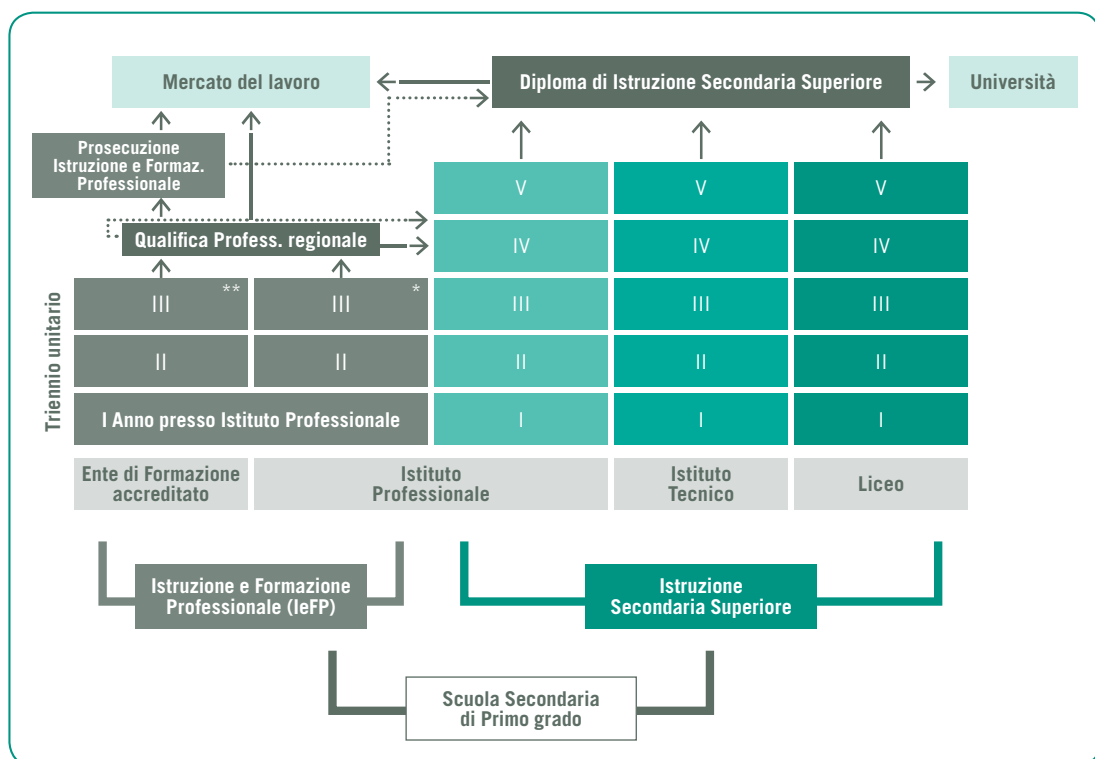 Mercato del lavoro
Diploma di Istruzione Secondaria Superiore
Università
Prosecuzione
Istruzione e Formaz.
Professionale
Qualifica Profess. regionale
V
V
V
IV
IV
IV
Triennio unitario
III **
III *
III
III
III
II
II
II
II
II
I Anno presso Istituto Professionale
I
I
I
Ente di Formazione
accreditato
Istituto
Professionale
Istituto
Tecnico
Liceo
Istruzione e Formazione
Professionale (IeFP)
Istruzione
Secondaria Superiore
Scuola Secondaria
di Primo grado